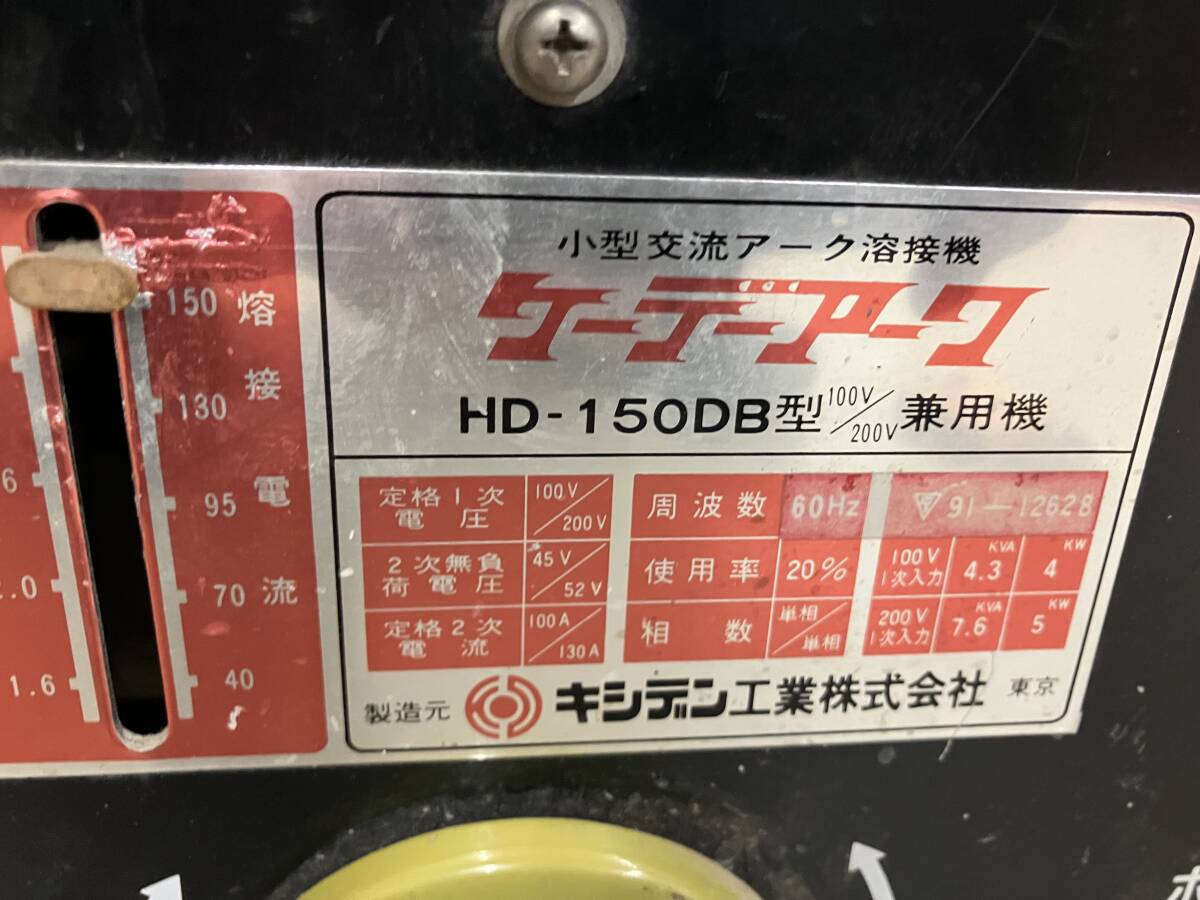 小型交流アーク溶接機
ケーデーアーク
HD-150DB型 100V/200V 兼用機
定格1次電圧 100V/200V
周波数 60Hz
91-12628
2次無負荷電圧 45V/52V
使用率 20%
100V 1次入力 4.3 KVA 4 KW
定格2次電流 100A/130A
相数 単相/単相
200V 1次入力 7.6 KVA 5 KW
製造元 キシデン工業株式会社 東京
熔接電流
150
130
95
70
40
2.0
1.6